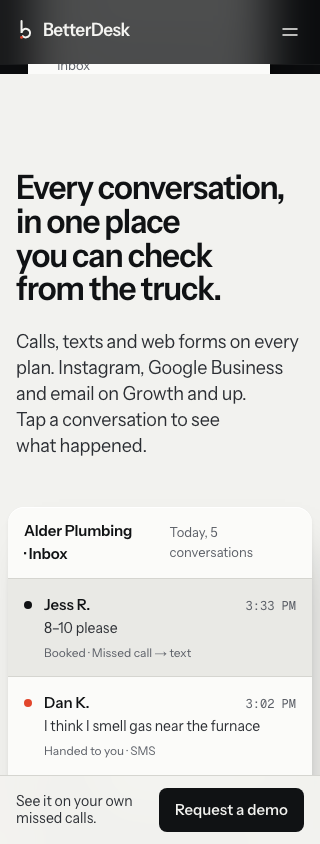 BetterDesk
inbox
Every conversation,
in one place
you can check
from the truck.
Calls, texts and web forms on every
plan. Instagram, Google Business
and email on Growth and up.
Tap a conversation to see
what happened.
Alder Plumbing
· Inbox
Today, 5
conversations
Jess R.
3:33 PM
8–10 please
Booked · Missed call → text
Dan K.
3:02 PM
I think I smell gas near the furnace
Handed to you · SMS
See it on your own
missed calls.
Request a demo